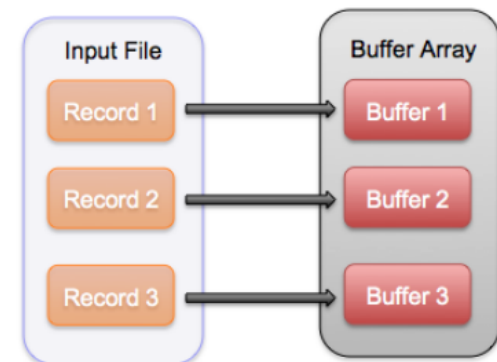 Input File
Record 1
Record 2
Record 3
Buffer Array
Buffer 1
Buffer 2
Buffer 3